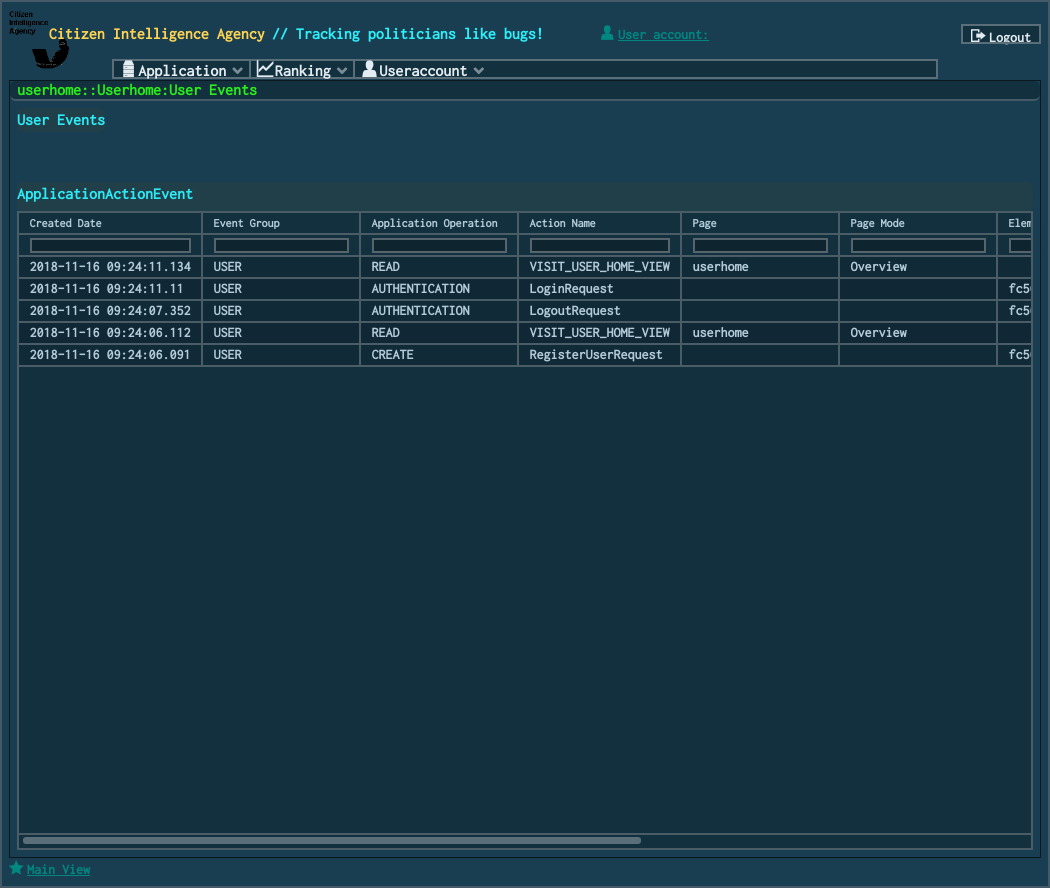 Citizen
Intelligence
Agency
Citizen Intelligence Agency // Tracking politicians like bugs!
User account:
Logout
Application Ranking Useraccount
userhome::Userhome:User Events
User Events
ApplicationActionEvent
Created Date Event Group Application Operation Action Name Page Page Mode Elem
2018-11-16 09:24:11.134 USER READ VISIT_USER_HOME_VIEW userhome Overview
2018-11-16 09:24:11.11 USER AUTHENTICATION LoginRequest fc50
2018-11-16 09:24:07.352 USER AUTHENTICATION LogoutRequest fc50
2018-11-16 09:24:06.112 USER READ VISIT_USER_HOME_VIEW userhome Overview
2018-11-16 09:24:06.091 USER CREATE RegisterUserRequest fc50
Main View